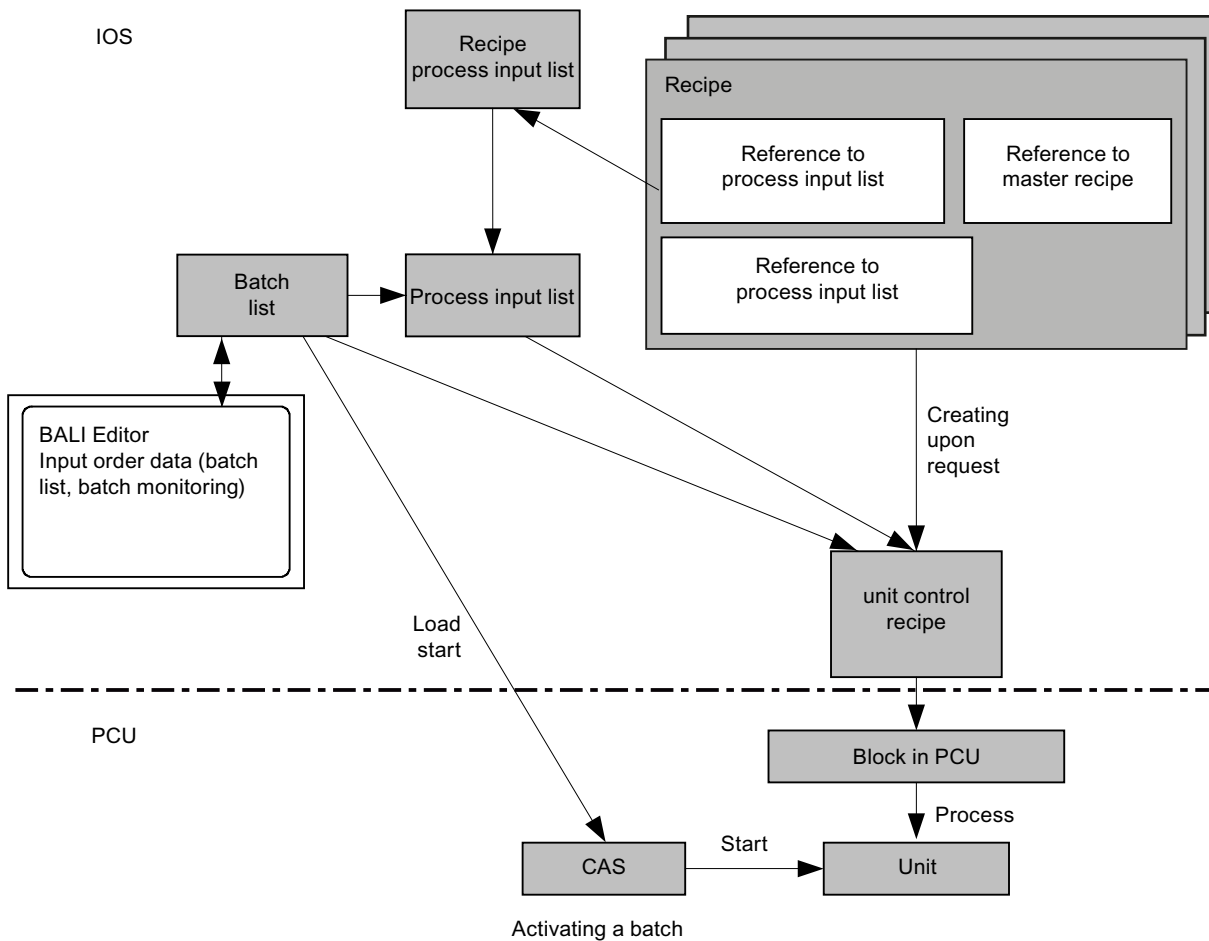 IOS
Recipe
process input list
Recipe
Reference to
process input list
Reference to
master recipe
Reference to
process input list
Batch
list
Process input list
BALI Editor
Input order data (batch
list, batch monitoring)
Creating
upon
request
unit control
recipe
Load
start
PCU
Block in PCU
Process
CAS
Start
Unit
Activating a batch